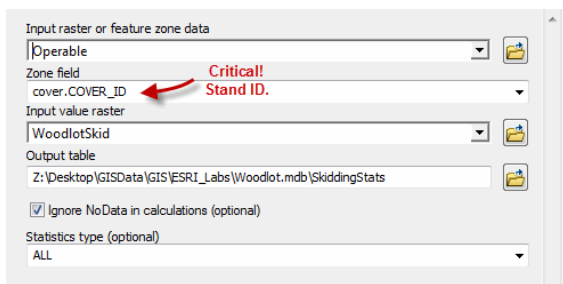 Input raster or feature zone data
Operable
Zone field
Critical!
cover.COVER_ID
Stand ID.
Input value raster
WoodlotSkid
Output table
Z:\Desktop\GISData\GIS\ESRI_Labs\Woodlot.mdb\SkiddingStats
Ignore NoData in calculations (optional)
Statistics type (optional)
ALL